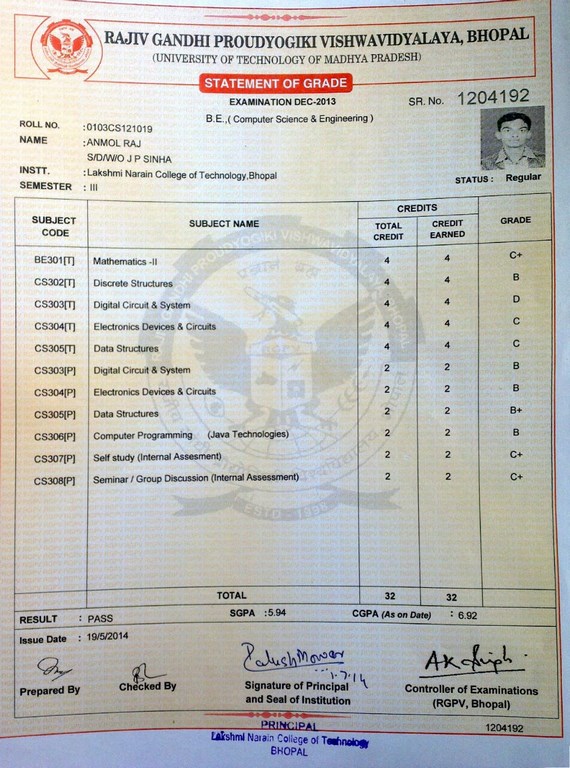 RAJIV GANDHI PROUDYOGIKI VISHWAVIDYALAYA, BHOPAL
(UNIVERSITY OF TECHNOLOGY OF MADHYA PRADESH)
STATEMENT OF GRADE
EXAMINATION DEC-2013 SR. No. 1204192
B.E.,( Computer Science & Engineering )
ROLL NO. :0103CS121019
NAME :ANMOL RAJ
S/D/W/O J P SINHA
INSTT. :Lakshmi Narain College of Technology,Bhopal
SEMESTER : III
STATUS : Regular
SUBJECT CODE SUBJECT NAME CREDITS TOTAL CREDIT CREDIT EARNED GRADE
BE301[T] Mathematics -II 4 4 C+
CS302[T] Discrete Structures 4 4 B
CS303[T] Digital Circuit & System 4 4 D
CS304[T] Electronics Devices & Circuits 4 4 C
CS305[T] Data Structures 4 4 C
CS303[P] Digital Circuit & System 2 2 B
CS304[P] Electronics Devices & Circuits 2 2 B
CS305[P] Data Structures 2 2 B+
CS306[P] Computer Programming (Java Technologies) 2 2 B
CS307[P] Self study (Internal Assesment) 2 2 C+
CS308[P] Seminar / Group Discussion (Internal Assessment) 2 2 C+
ESTD. 1998
TOTAL 32 32
RESULT : PASS SGPA :5.94 CGPA (As on Date) : 6.92
Issue Date : 19/5/2014
Prepared By
Checked By
Signature of Principal
and Seal of Institution
Controller of Examinations
(RGPV, Bhopal)
PRINCIPAL
Lakshmi Narain College of Technology
BHOPAL
1204192